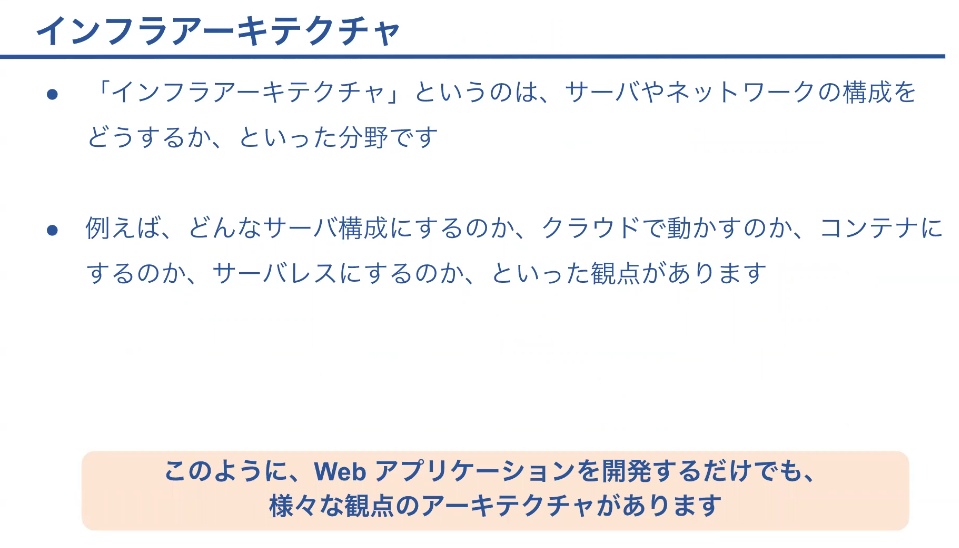 インフラアーキテクチャ
● 「インフラアーキテクチャ」というのは、サーバやネットワークの構成を
どうするか、といった分野です
● 例えば、どんなサーバ構成にするのか、クラウドで動かすのか、コンテナに
するのか、サーバレスにするのか、といった観点があります
このように、Web アプリケーションを開発するだけでも、
様々な観点のアーキテクチャがあります